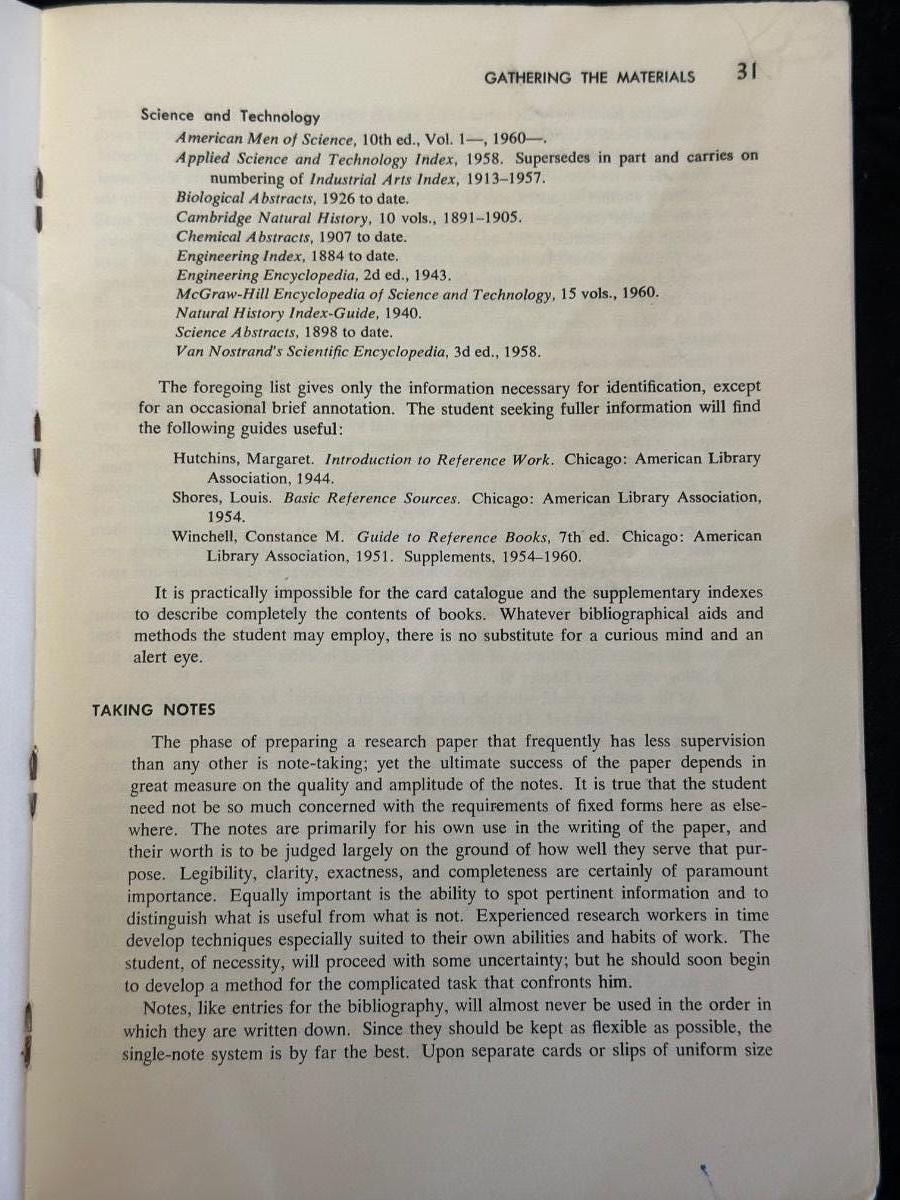 GATHERING THE MATERIALS 31
Science and Technology
American Men of Science, 10th ed., Vol. 1—, 1960—.
Applied Science and Technology Index, 1958. Supersedes in part and carries on
numbering of Industrial Arts Index, 1913–1957.
Biological Abstracts, 1926 to date.
Cambridge Natural History, 10 vols., 1891–1905.
Chemical Abstracts, 1907 to date.
Engineering Index, 1884 to date.
Engineering Encyclopedia, 2d ed., 1943.
McGraw-Hill Encyclopedia of Science and Technology, 15 vols., 1960.
Natural History Index-Guide, 1940.
Science Abstracts, 1898 to date.
Van Nostrand's Scientific Encyclopedia, 3d ed., 1958.
The foregoing list gives only the information necessary for identification, except
for an occasional brief annotation. The student seeking fuller information will find
the following guides useful:
Hutchins, Margaret. Introduction to Reference Work. Chicago: American Library
Association, 1944.
Shores, Louis. Basic Reference Sources. Chicago: American Library Association,
1954.
Winchell, Constance M. Guide to Reference Books, 7th ed. Chicago: American
Library Association, 1951. Supplements, 1954–1960.
It is practically impossible for the card catalogue and the supplementary indexes
to describe completely the contents of books. Whatever bibliographical aids and
methods the student may employ, there is no substitute for a curious mind and an
alert eye.
TAKING NOTES
The phase of preparing a research paper that frequently has less supervision
than any other is note-taking; yet the ultimate success of the paper depends in
great measure on the quality and amplitude of the notes. It is true that the student
need not be so much concerned with the requirements of fixed forms here as else-
where. The notes are primarily for his own use in the writing of the paper, and
their worth is to be judged largely on the ground of how well they serve that pur-
pose. Legibility, clarity, exactness, and completeness are certainly of paramount
importance. Equally important is the ability to spot pertinent information and to
distinguish what is useful from what is not. Experienced research workers in time
develop techniques especially suited to their own abilities and habits of work. The
student, of necessity, will proceed with some uncertainty; but he should soon begin
to develop a method for the complicated task that confronts him.
Notes, like entries for the bibliography, will almost never be used in the order in
which they are written down. Since they should be kept as flexible as possible, the
single-note system is by far the best. Upon separate cards or slips of uniform size